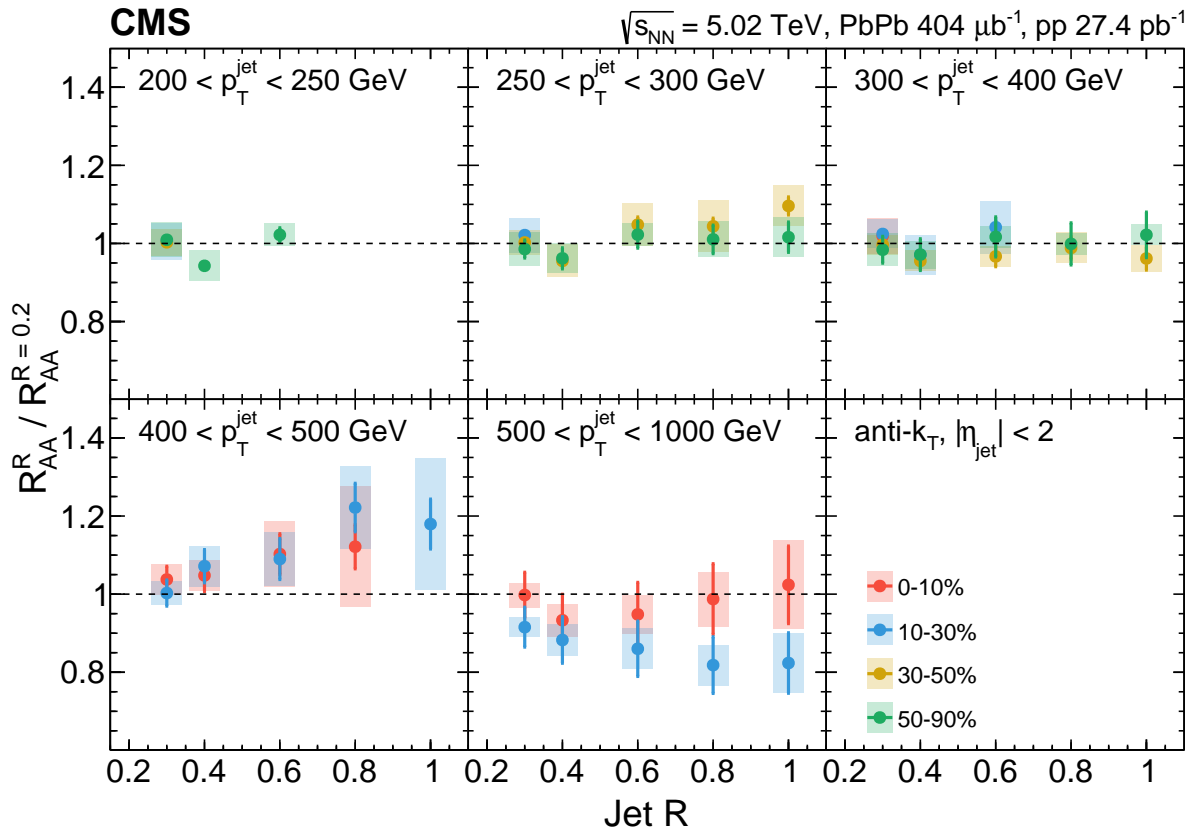 CMS
√s_NN = 5.02 TeV, PbPb 404 μb⁻¹, pp 27.4 pb⁻¹
200 < p_T^jet < 250 GeV
250 < p_T^jet < 300 GeV
300 < p_T^jet < 400 GeV
1.4
1.2
1
0.8
R_AA^R / R_AA^R = 0.2
400 < p_T^jet < 500 GeV
500 < p_T^jet < 1000 GeV
anti-k_T, |η_jet| < 2
1.4
1.2
1
0.8
0-10%
10-30%
30-50%
50-90%
0.2 0.4 0.6 0.8 1
0.2 0.4 0.6 0.8 1
0.2 0.4 0.6 0.8 1
Jet R